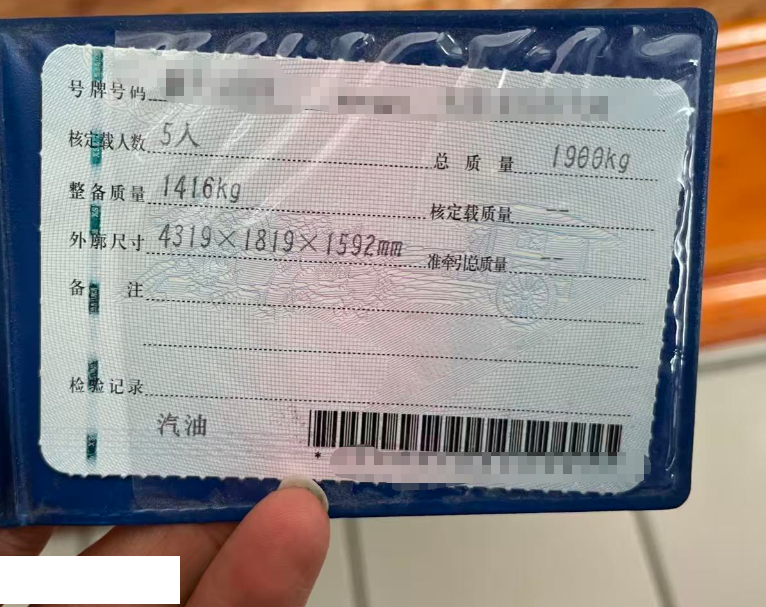 号牌号码
核定载人数 5人 总质量 1900kg
整备质量 1416kg 核定载质量 --
外廓尺寸 4319×1819×1592mm 准牵引总质量 --
备注
检验记录
汽油
*